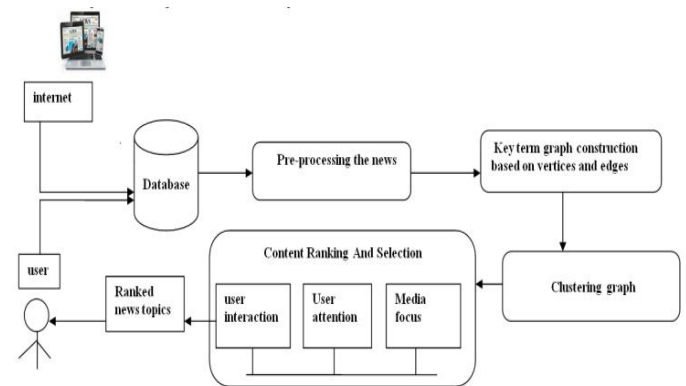 internet
Database
Pre-processing the news
Key term graph construction
based on vertices and edges
Clustering graph
Content Ranking And Selection
user
interaction
User
attention
Media
focus
Ranked
news topics
user